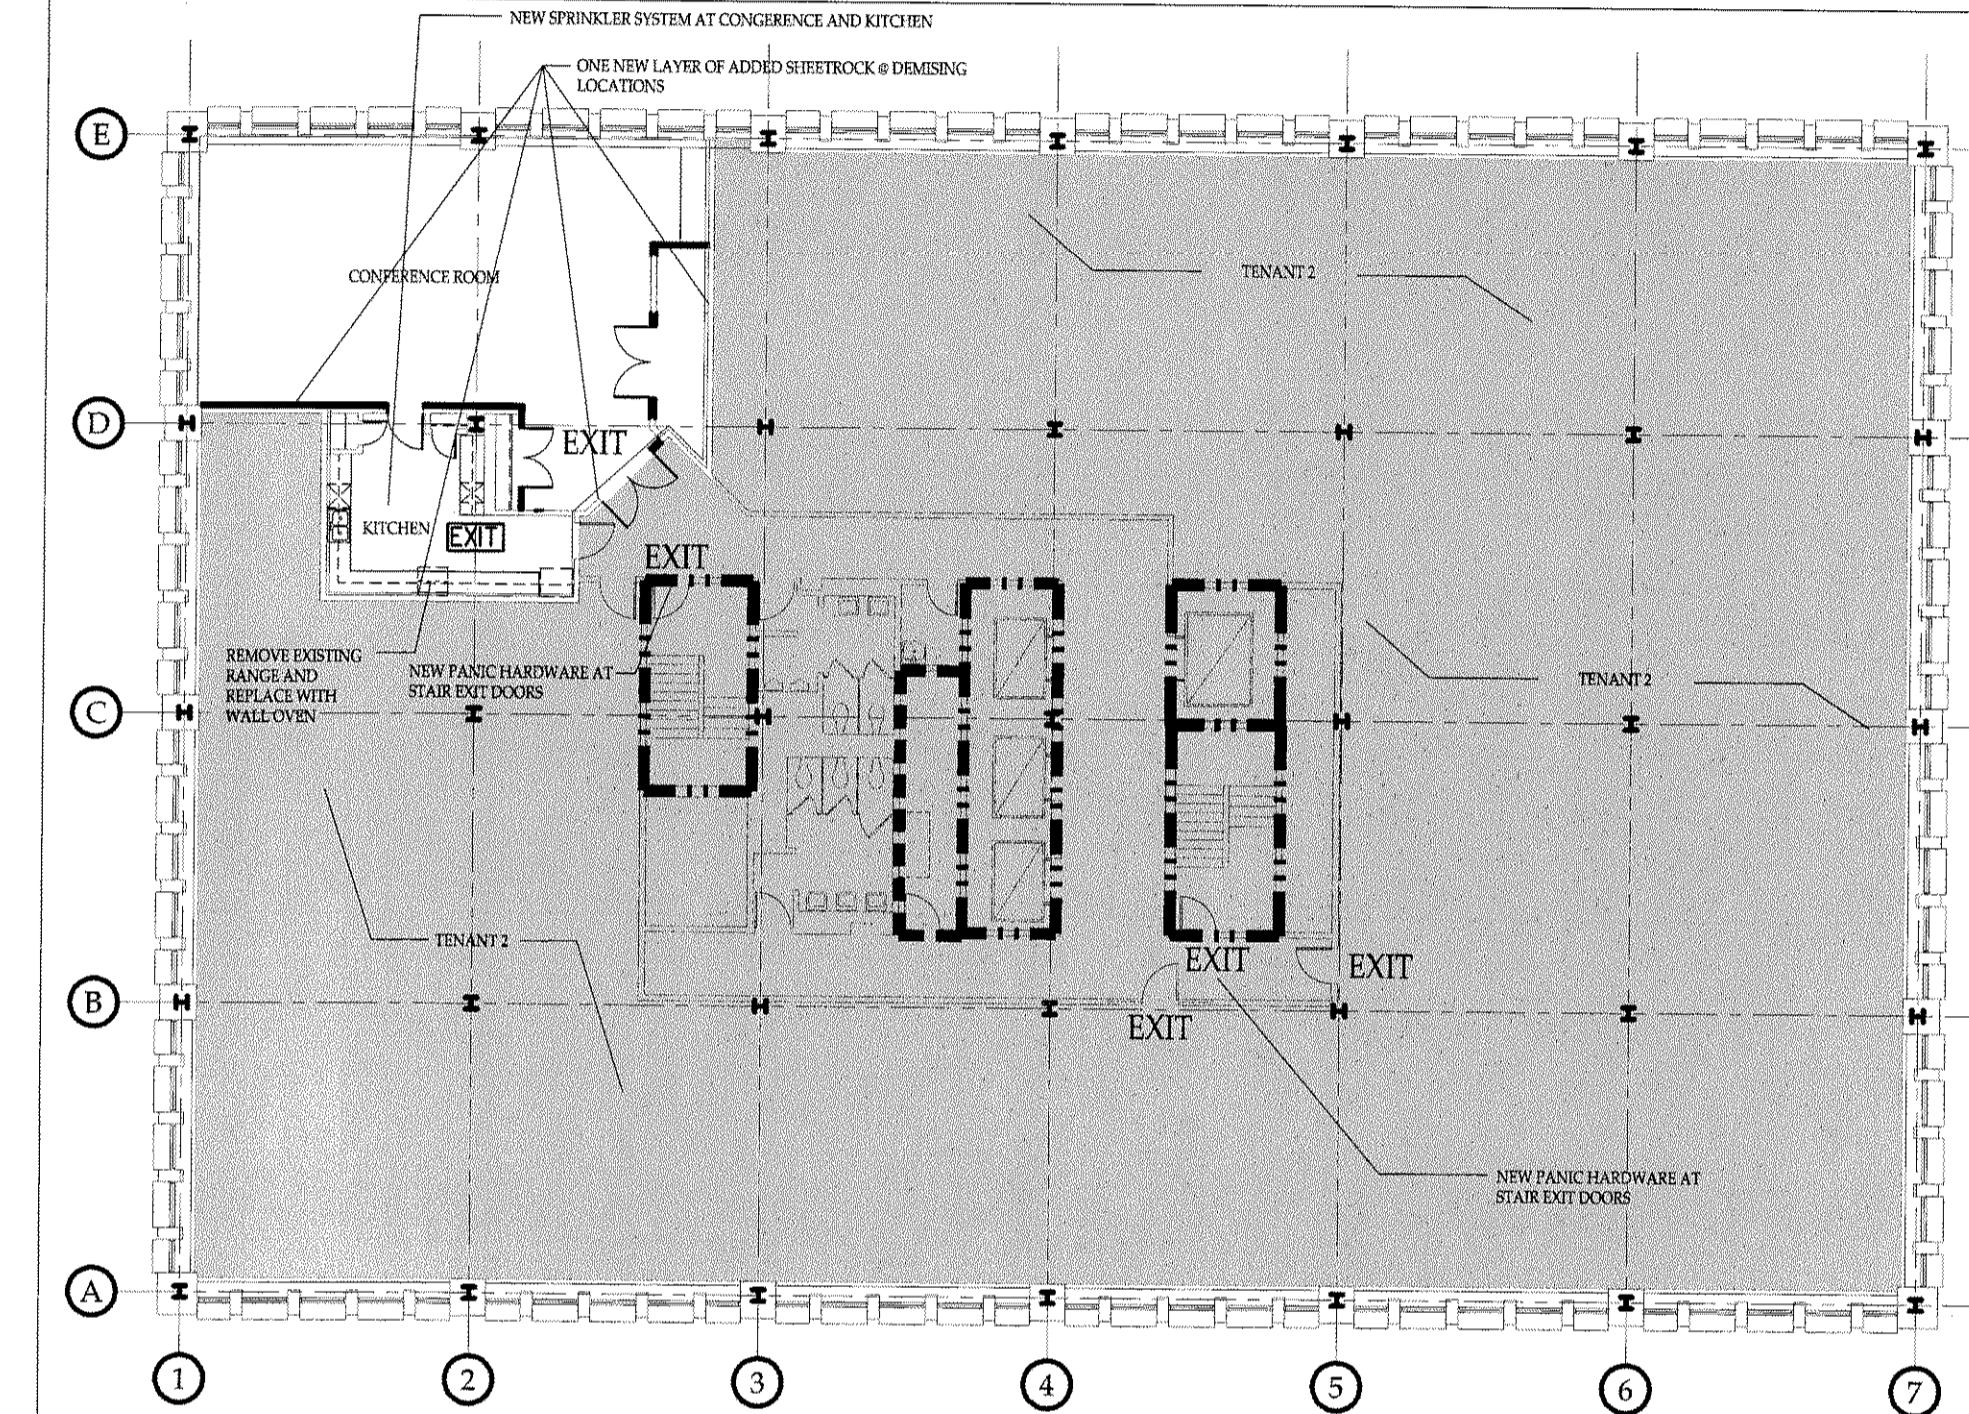 NEW SPRINKLER SYSTEM AT CONGERENCE AND KITCHEN
ONE NEW LAYER OF ADDED SHEETROCK @ DEMISING
LOCATIONS
E
CONFERENCE ROOM
TENANT 2
D
EXIT
KITCHEN
EXIT
EXIT
REMOVE EXISTING
RANGE AND
REPLACE WITH
WALL OVEN
NEW PANIC HARDWARE AT
STAIR EXIT DOORS
TENANT 2
C
TENANT 2
EXIT
EXIT
B
EXIT
NEW PANIC HARDWARE AT
STAIR EXIT DOORS
A
1
2
3
4
5
6
7